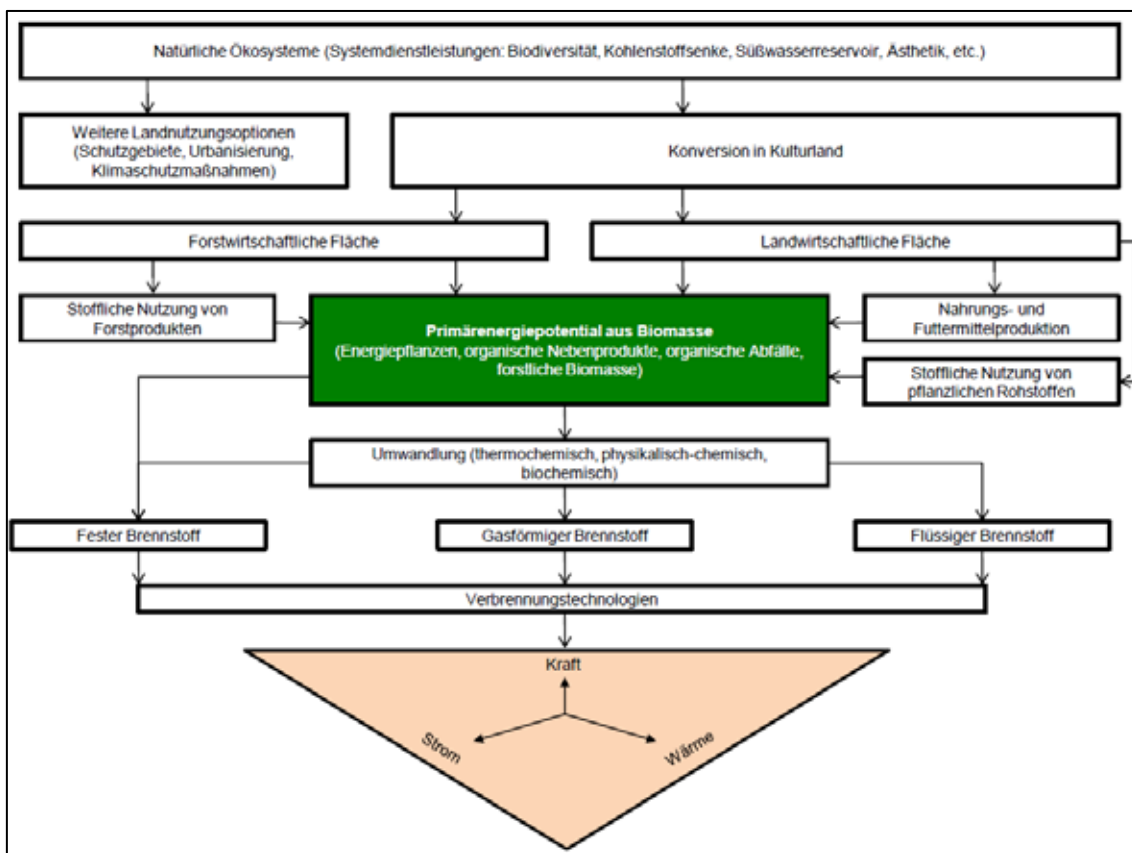 Natürliche Ökosysteme (Systemdienstleistungen: Biodiversität, Kohlenstoffsenke, Süßwasserreservoir, Ästhetik, etc.)
Weitere Landnutzungsoptionen
(Schutzgebiete, Urbanisierung,
Klimaschutzmaßnahmen)
Konversion in Kulturland
Forstwirtschaftliche Fläche
Landwirtschaftliche Fläche
Stoffliche Nutzung von
Forstprodukten
Primärenergiepotential aus Biomasse
(Energiepflanzen, organische Nebenprodukte, organische Abfälle,
forstliche Biomasse)
Nahrungs- und
Futtermittelproduktion
Stoffliche Nutzung von
pflanzlichen Rohstoffen
Umwandlung (thermochemisch, physikalisch-chemisch,
biochemisch)
Fester Brennstoff
Gasförmiger Brennstoff
Flüssiger Brennstoff
Verbrennungstechnologien
Kraft
Strom
Wärme